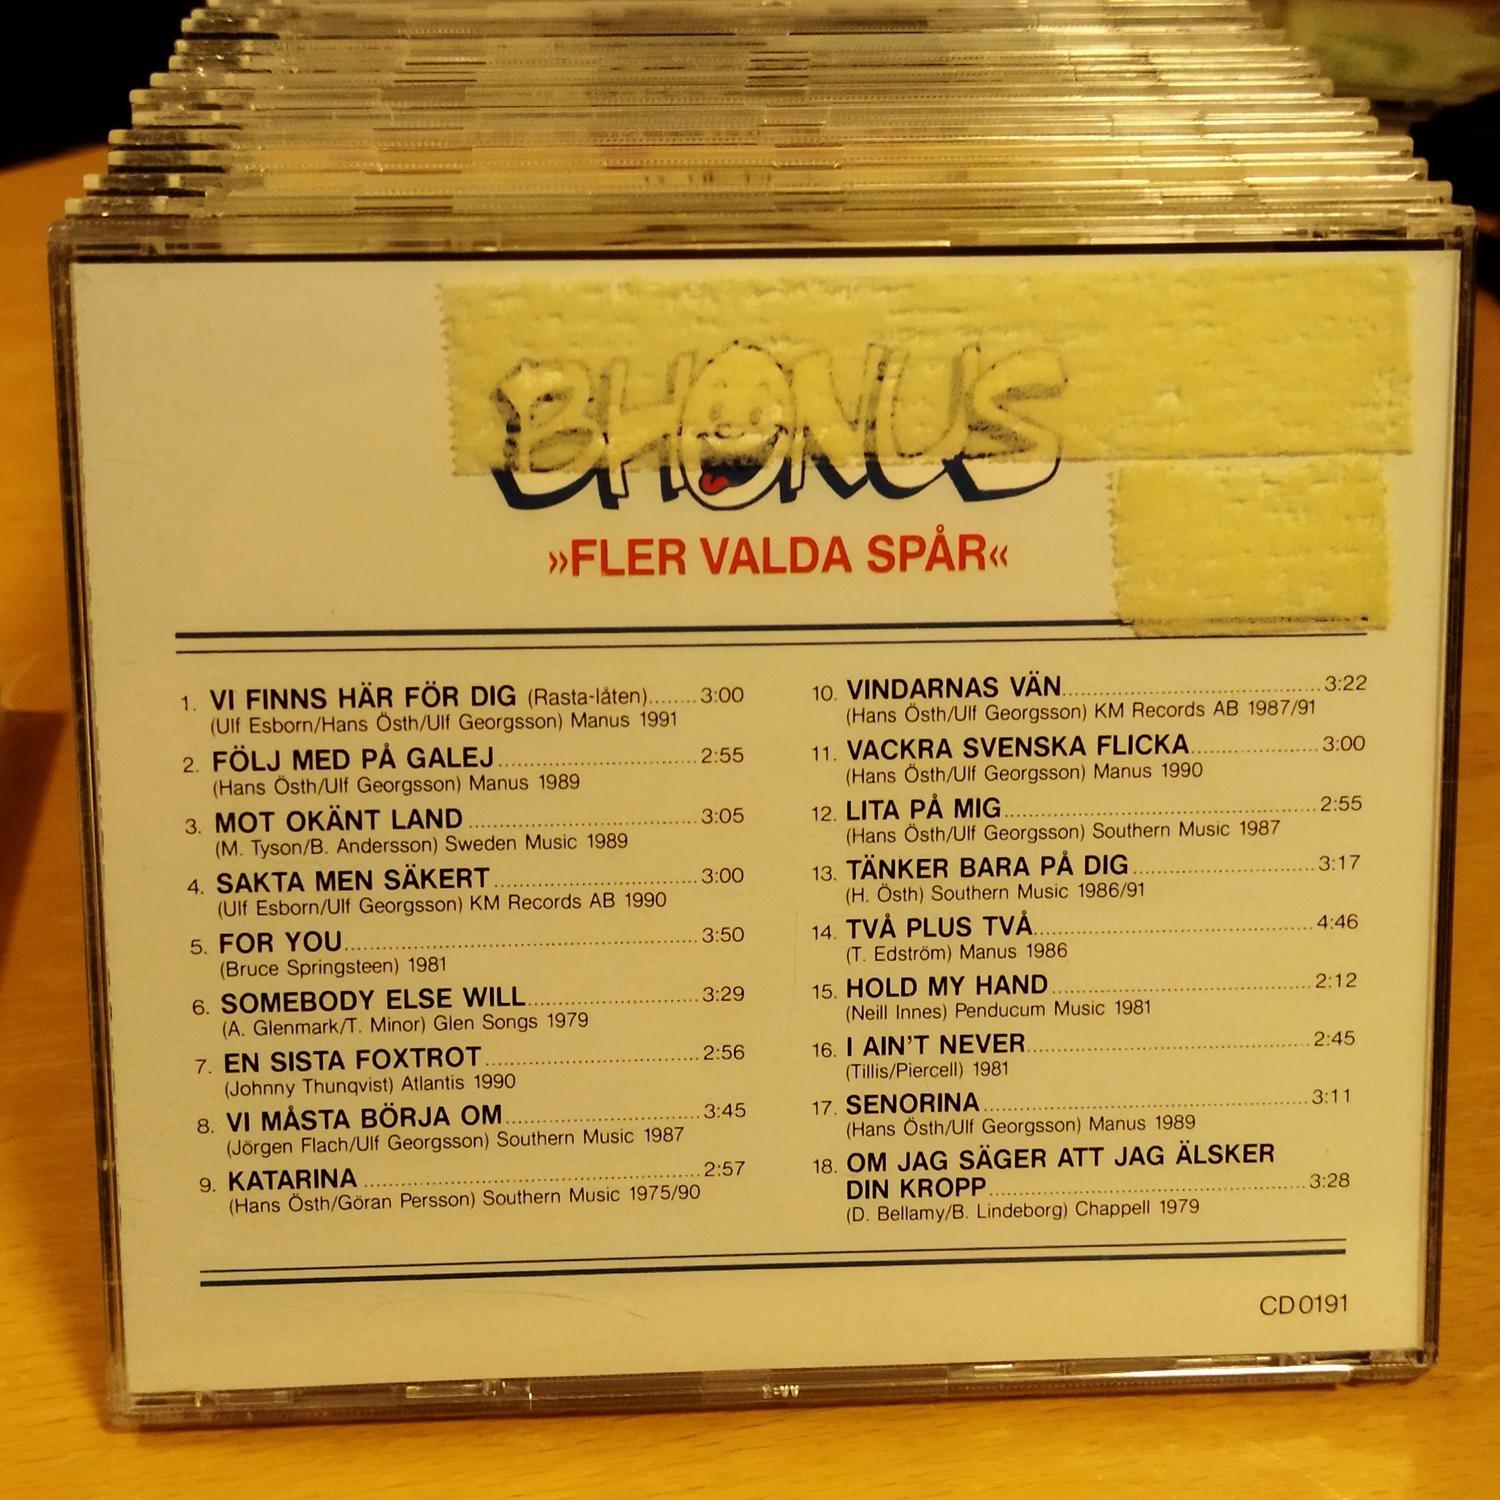 BHONUS
»FLER VALDA SPÅR«
1. VI FINNS HÄR FÖR DIG (Rasta-låten)........3:00
(Ulf Esborn/Hans Östh/Ulf Georgsson) Manus 1991
2. FÖLJ MED PÅ GALEJ........2:55
(Hans Östh/Ulf Georgsson) Manus 1989
3. MOT OKÄNT LAND........3:05
(M. Tyson/B. Andersson) Sweden Music 1989
4. SAKTA MEN SÄKERT........3:00
(Ulf Esborn/Ulf Georgsson) KM Records AB 1990
5. FOR YOU........3:50
(Bruce Springsteen) 1981
6. SOMEBODY ELSE WILL........3:29
(A. Glenmark/T. Minor) Glen Songs 1979
7. EN SISTA FOXTROT........2:56
(Johnny Thunqvist) Atlantis 1990
8. VI MÅSTA BÖRJA OM........3:45
(Jörgen Flach/Ulf Georgsson) Southern Music 1987
9. KATARINA........2:57
(Hans Östh/Göran Persson) Southern Music 1975/90
10. VINDARNAS VÄN........3:22
(Hans Östh/Ulf Georgsson) KM Records AB 1987/91
11. VACKRA SVENSKA FLICKA........3:00
(Hans Östh/Ulf Georgsson) Manus 1990
12. LITA PÅ MIG........2:55
(Hans Östh/Ulf Georgsson) Southern Music 1987
13. TÄNKER BARA PÅ DIG........3:17
(H. Östh) Southern Music 1986/91
14. TVÅ PLUS TVÅ........4:46
(T. Edström) Manus 1986
15. HOLD MY HAND........2:12
(Neill Innes) Penducum Music 1981
16. I AIN'T NEVER........2:45
(Tillis/Piercell) 1981
17. SENORINA........3:11
(Hans Östh/Ulf Georgsson) Manus 1989
18. OM JAG SÄGER ATT JAG ÄLSKER
DIN KROPP........3:28
(D. Bellamy/B. Lindeborg) Chappell 1979
CD 0191